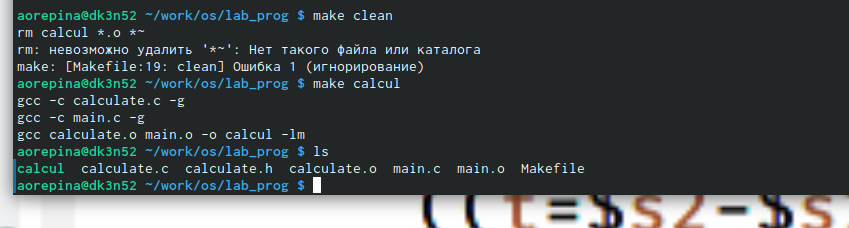 aorepina@dk3n52 ~/work/os/lab_prog $ make clean
rm calcul *.o *~
rm: невозможно удалить '*~': Нет такого файла или каталога
make: [Makefile:19: clean] Ошибка 1 (игнорирование)
aorepina@dk3n52 ~/work/os/lab_prog $ make calcul
gcc -c calculate.c -g
gcc -c main.c -g
gcc calculate.o main.o -o calcul -lm
aorepina@dk3n52 ~/work/os/lab_prog $ ls
calcul  calculate.c  calculate.h  calculate.o  main.c  main.o  Makefile
aorepina@dk3n52 ~/work/os/lab_prog $
((t=$s2-$s